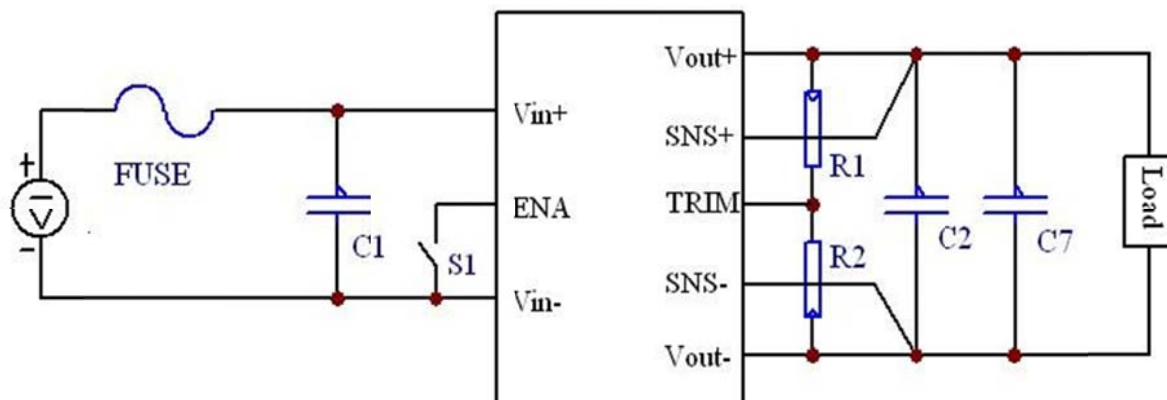 +
V
-
FUSE
C1
S1
Vin+
ENA
Vin-
Vout+
SNS+
TRIM
SNS-
Vout-
R1
R2
C2
C7
Load